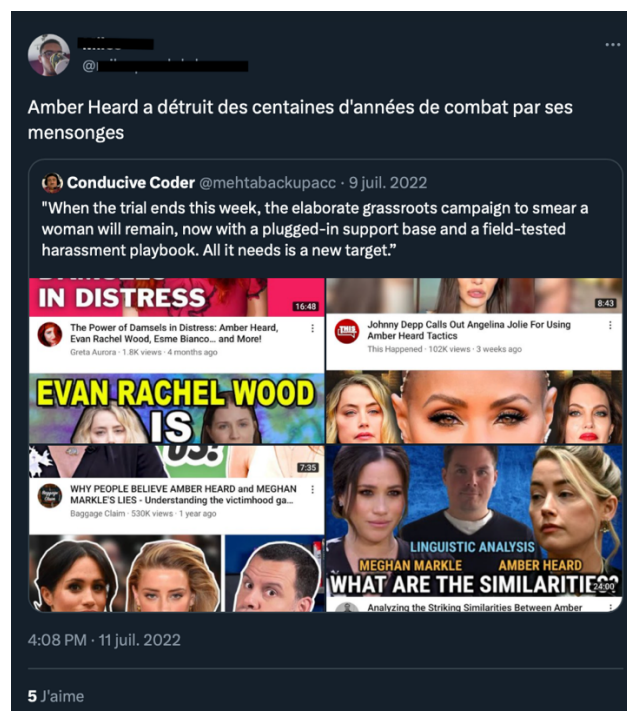 Amber Heard a détruit des centaines d'années de combat par ses
mensonges
Conducive Coder @mehtabackupacc · 9 juil. 2022
"When the trial ends this week, the elaborate grassroots campaign to smear a
woman will remain, now with a plugged-in support base and a field-tested
harassment playbook. All it needs is a new target.”
IN DISTRESS
16:48
The Power of Damsels in Distress: Amber Heard,
Evan Rachel Wood, Esme Bianco... and More!
Greta Aurora · 1.8K views · 4 months ago
EVAN RACHEL WOOD
IS
8:43
THIS
Johnny Depp Calls Out Angelina Jolie For Using
Amber Heard Tactics
This Happened · 102K views · 3 weeks ago
7:35
Baggage
Claim
WHY PEOPLE BELIEVE AMBER HEARD and MEGHAN
MARKLE'S LIES - Understanding the victimhood ga...
Baggage Claim · 530K views · 1 year ago
LINGUISTIC ANALYSIS
MEGHAN MARKLE AMBER HEARD
WHAT ARE THE SIMILARITIES?
24:00
Analyzing the Striking Similarities Between Amber
4:08 PM · 11 juil. 2022
5 J'aime